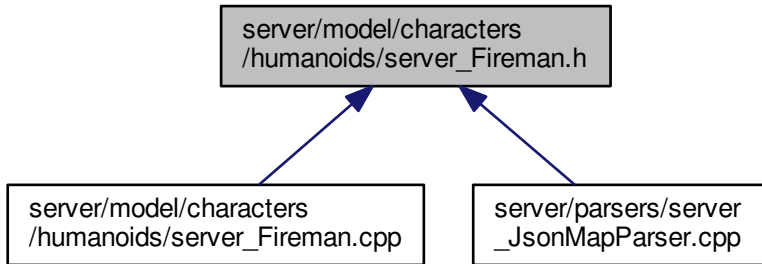 server/model/characters
/humanoids/server_Fireman.h
server/model/characters
/humanoids/server_Fireman.cpp
server/parsers/server
_JsonMapParser.cpp